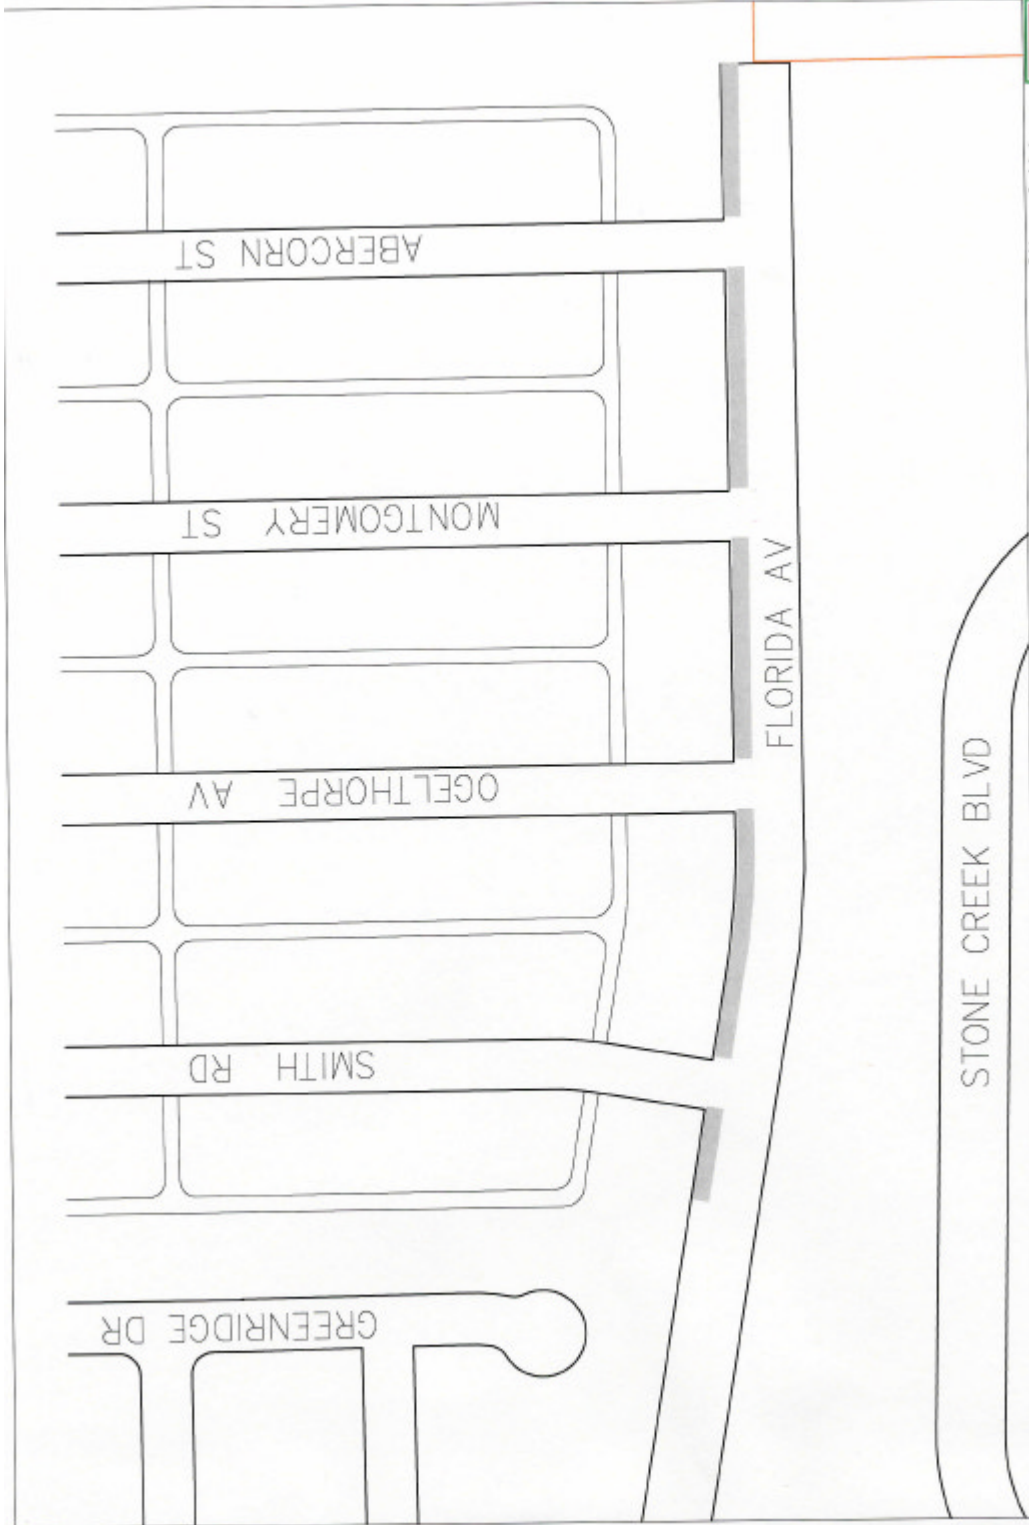 ABERCORN ST
MONTGOMERY ST
FLORIDA AV
OGELTHORPE AV
STONE CREEK BLVD
SMITH RD
GREENRIDGE DR